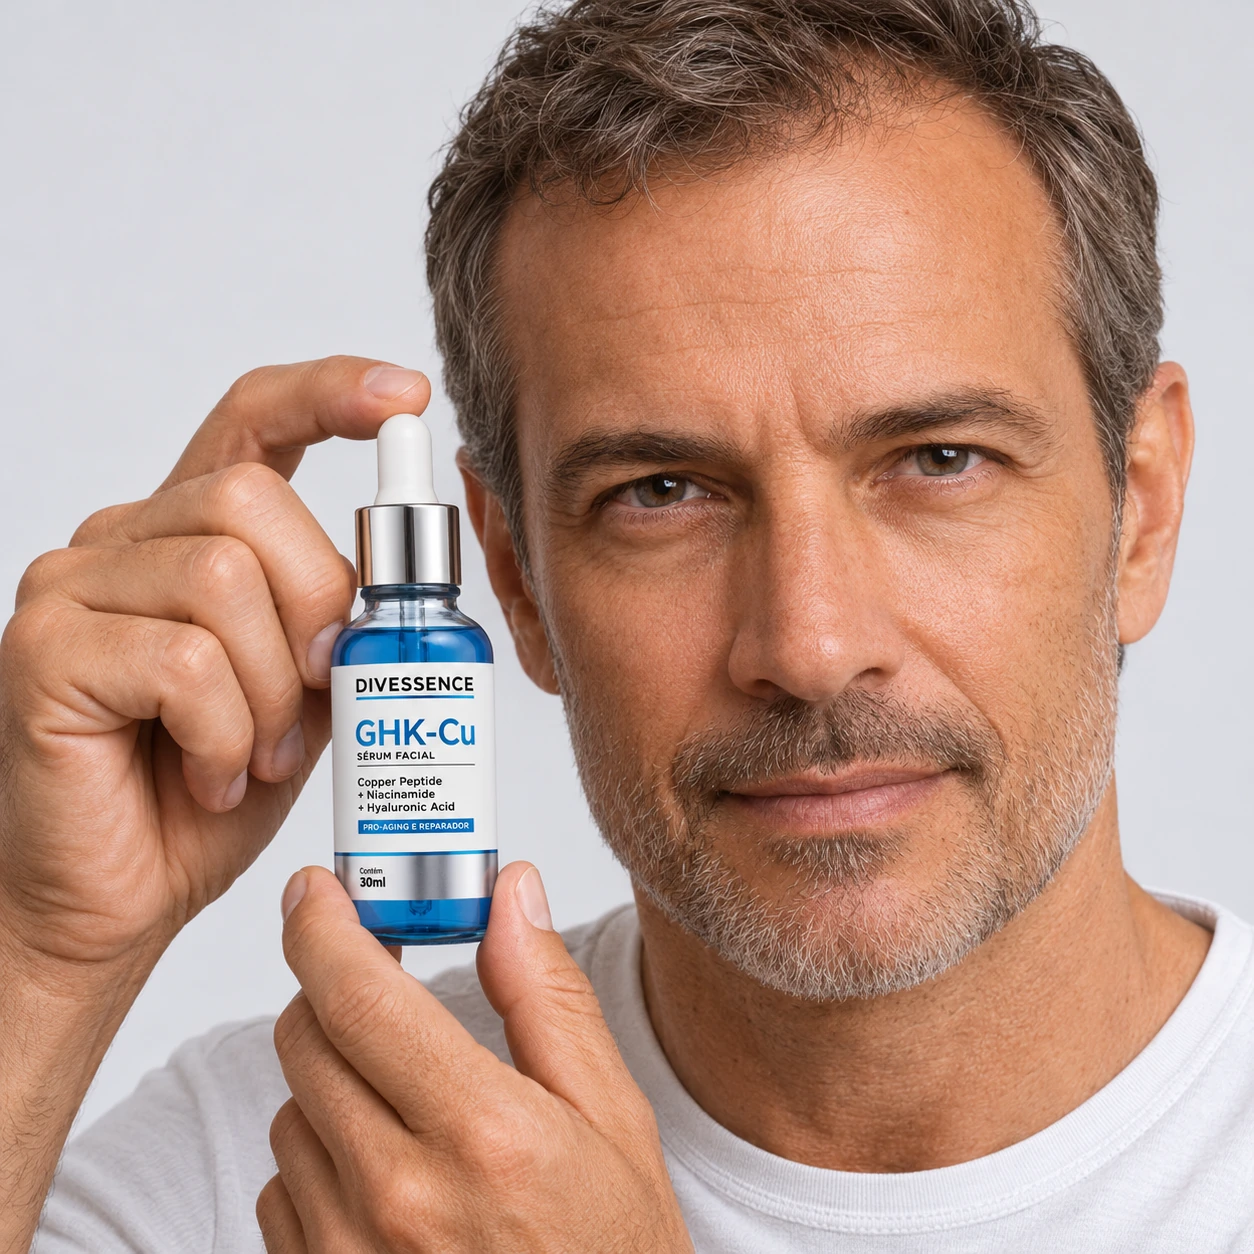 DIVESSENCE
GHK-Cu
SÉRUM FACIAL
Copper Peptide
+ Niacinamide
+ Hyaluronic Acid
PRO-AGING E REPARADOR
Contém
30ml